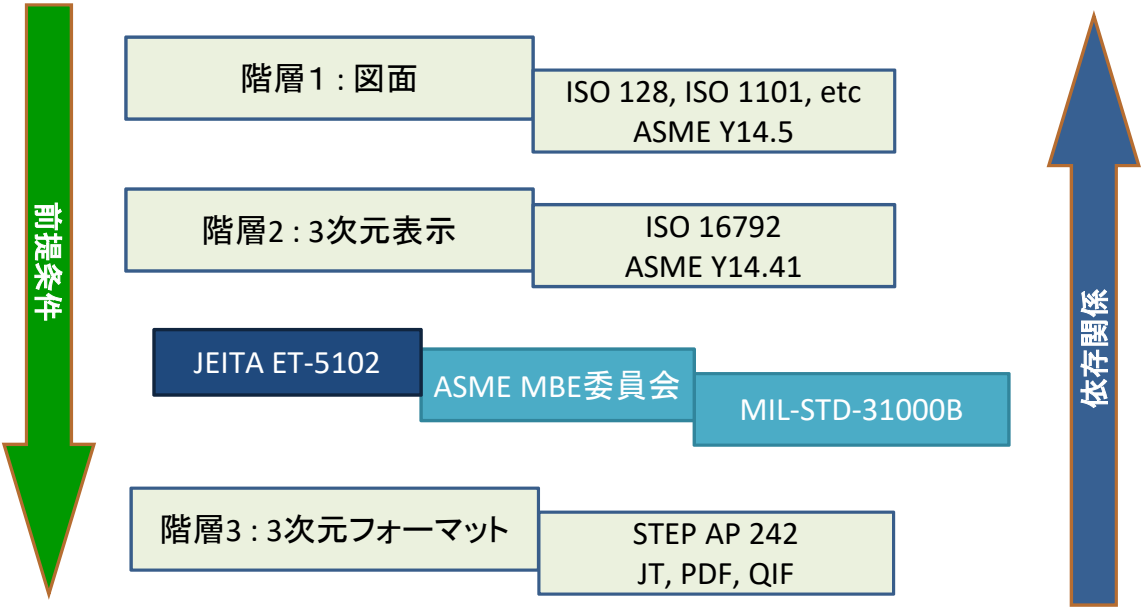 階層１ : 図面
ISO 128, ISO 1101, etc
ASME Y14.5
前提条件
階層2 : 3次元表示
ISO 16792
ASME Y14.41
依存関係
JEITA ET-5102
ASME MBE委員会
MIL-STD-31000B
階層3 : 3次元フォーマット
STEP AP 242
JT, PDF, QIF